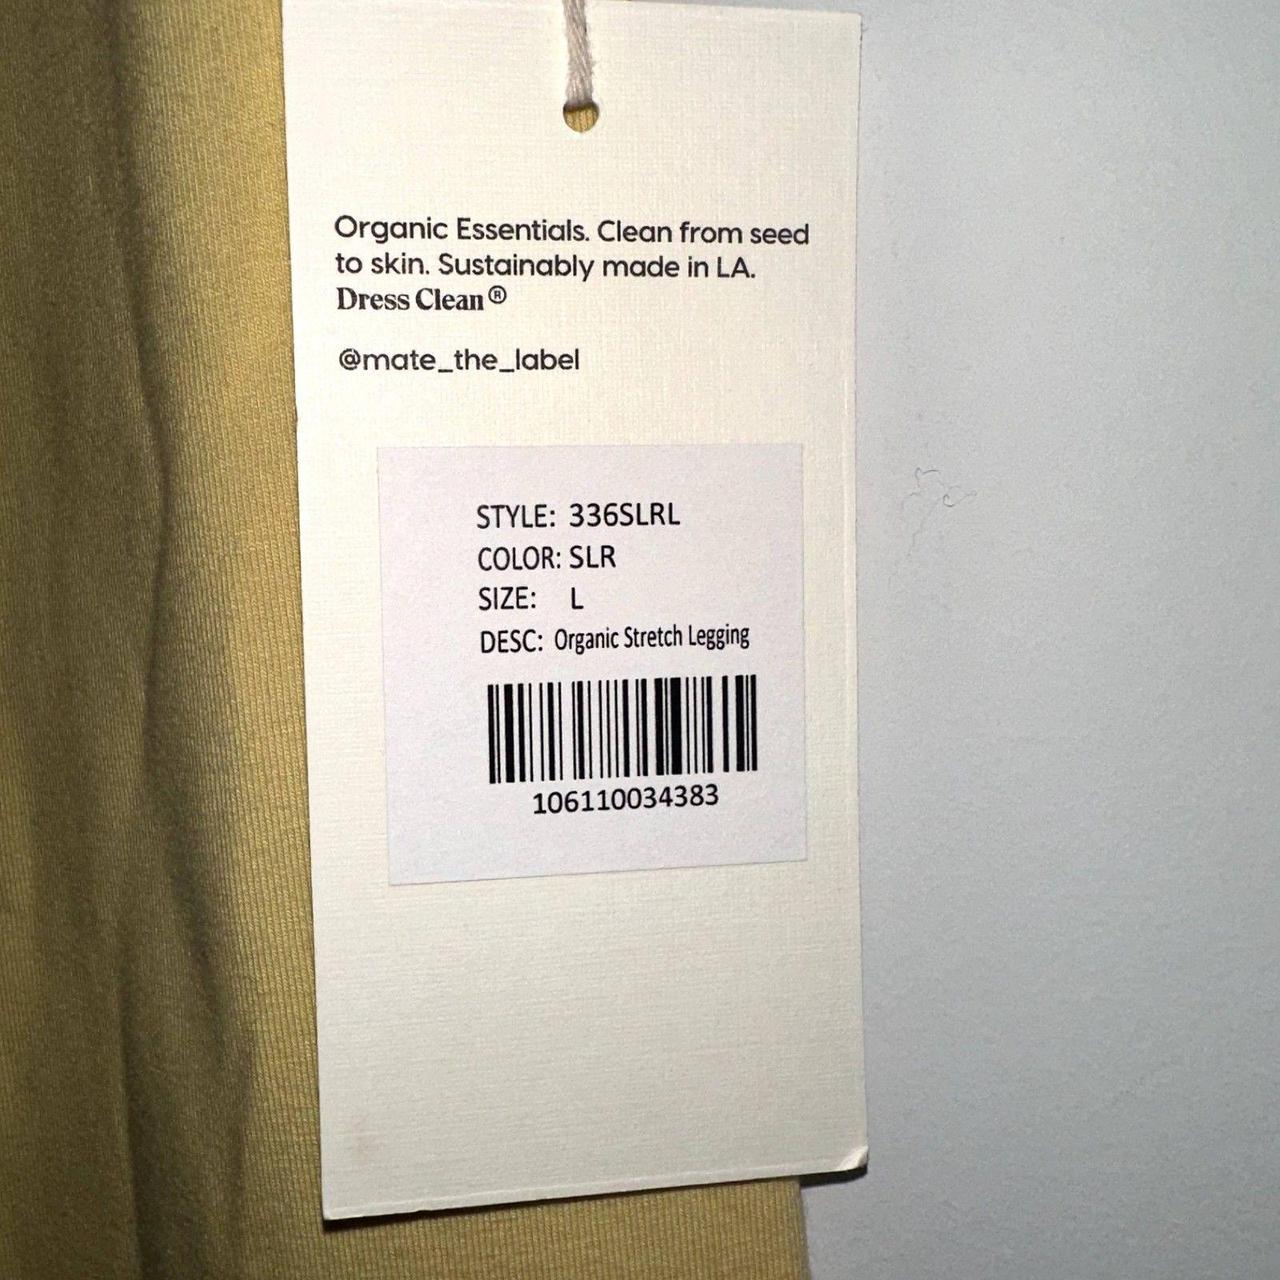 Organic Essentials. Clean from seed
to skin. Sustainably made in LA.
Dress Clean®
@mate_the_label
STYLE: 336SLRL
COLOR: SLR
SIZE: L
DESC: Organic Stretch Legging
106110034383